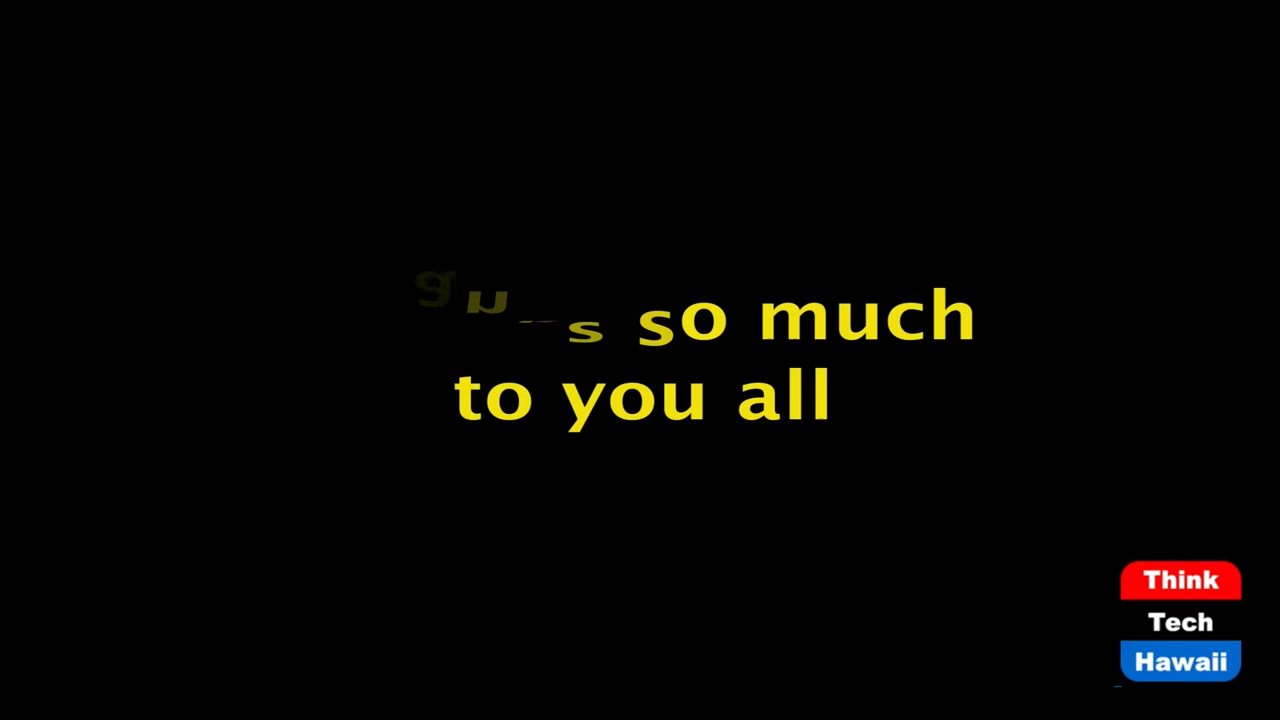 so much
to you all
Think
Tech
Hawaii